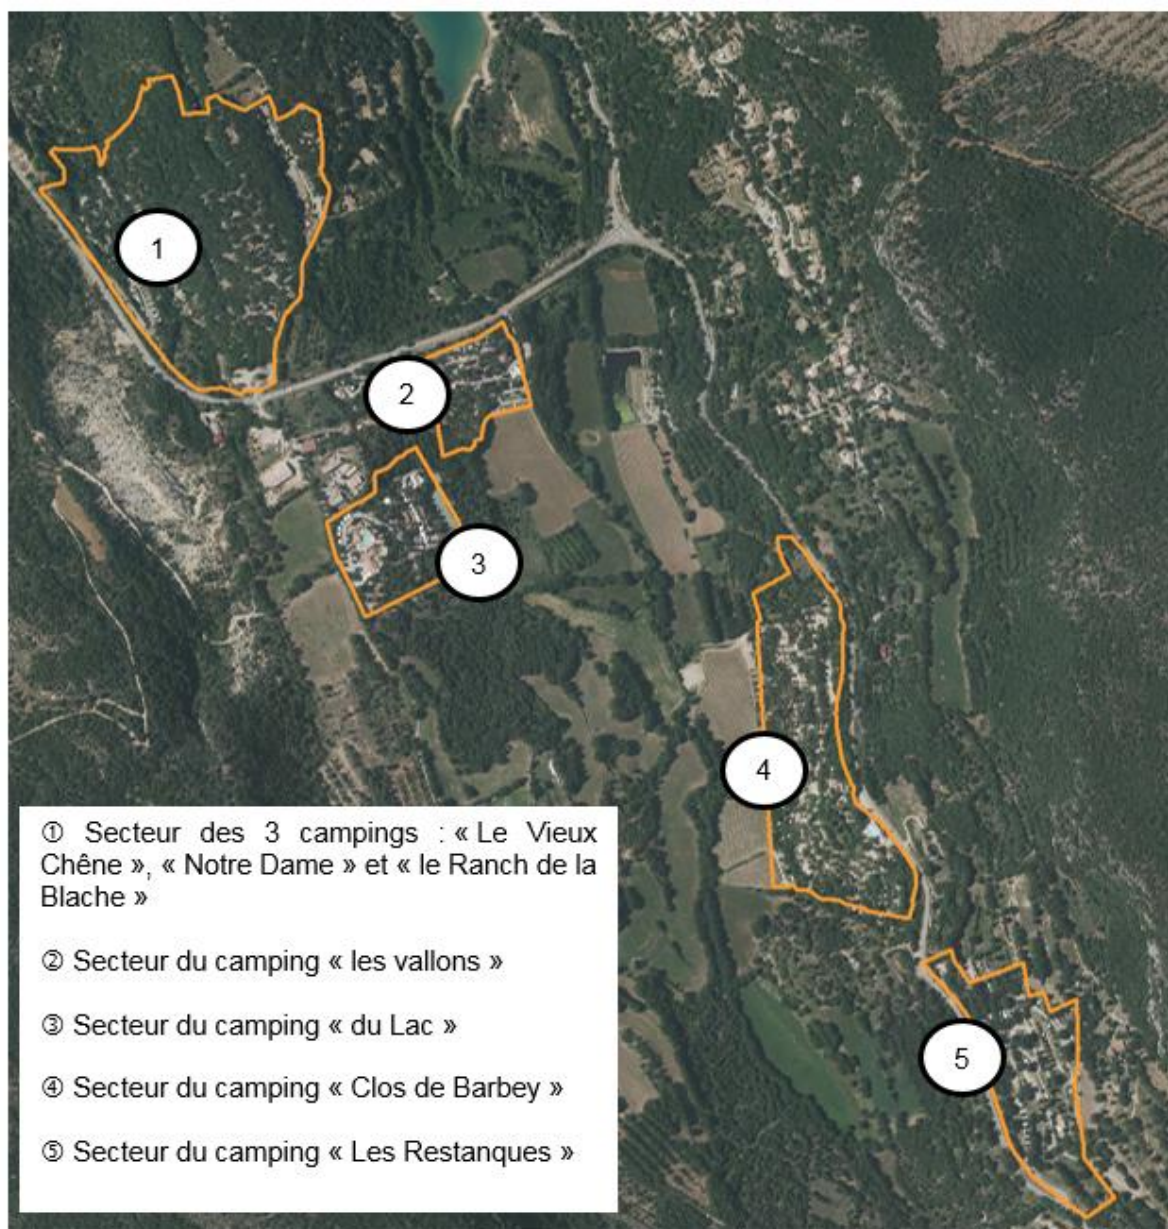 1
2
3
4
5
① Secteur des 3 campings : « Le Vieux
Chêne », « Notre Dame » et « le Ranch de la
Blache »
② Secteur du camping « les vallons »
③ Secteur du camping « du Lac »
④ Secteur du camping « Clos de Barbey »
⑤ Secteur du camping « Les Restanques »